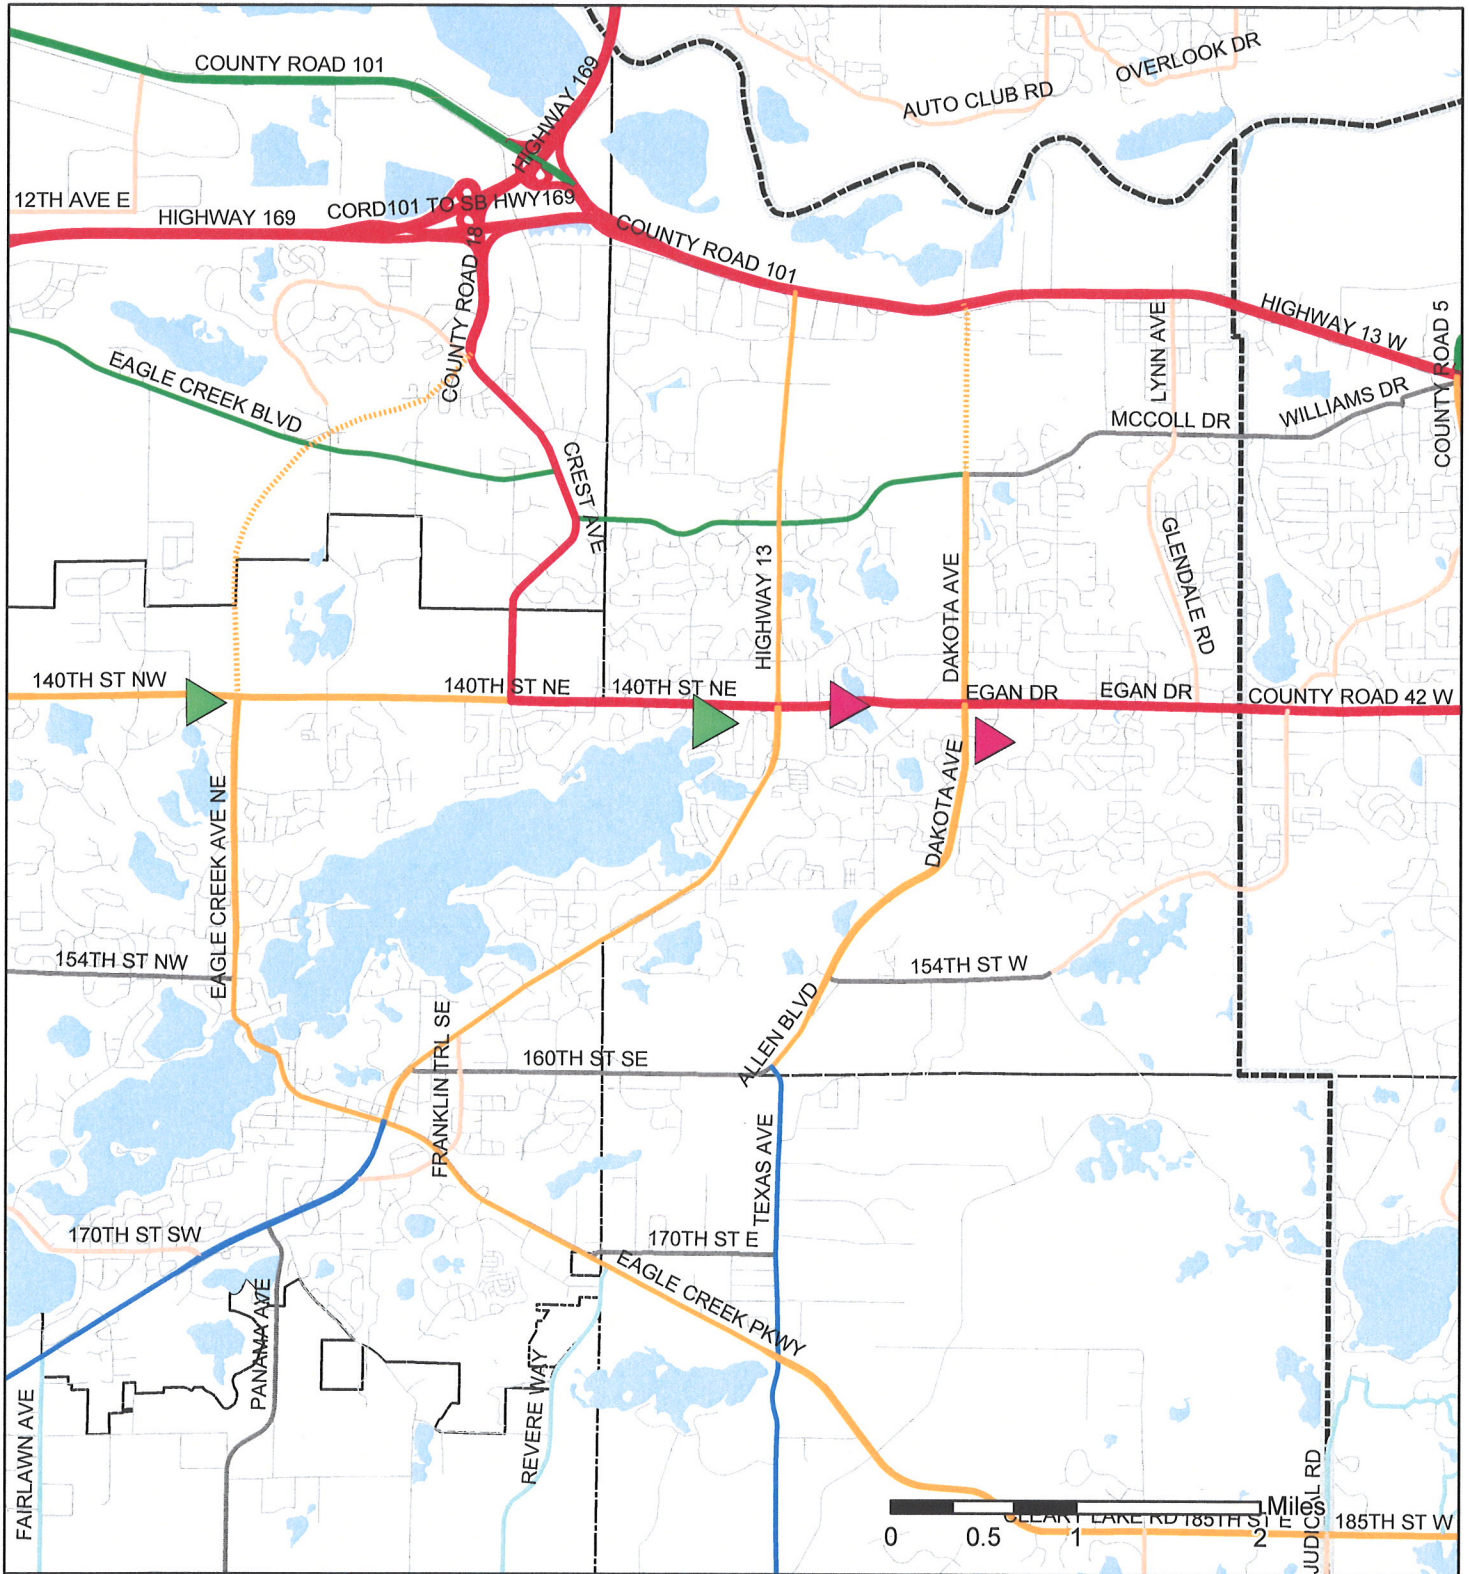 COUNTY ROAD 101
HIGHWAY 169
AUTO CLUB RD
OVERLOOK DR
12TH AVE E
HIGHWAY 169
CORD101 TO SB HWY169
COUNTY ROAD 18
COUNTY ROAD 101
HIGHWAY 13 W
COUNTY ROAD 5
LYNN AVE
EAGLE CREEK BLVD
MCCOLL DR
WILLIAMS DR
CREST AVE
HIGHWAY 13
DAKOTA AVE
GLENDALE RD
140TH ST NW
140TH ST NE
140TH ST NE
EGAN DR
EGAN DR
COUNTY ROAD 42 W
EAGLE CREEK AVE NE
DAKOTA AVE
154TH ST NW
154TH ST W
FRANKLIN TRL SE
160TH ST SE
ALLEN BLVD
TEXAS AVE
170TH ST SW
170TH ST E
EAGLE CREEK PKWY
PANAMA AVE
REVERE WAY
FAIRLAWN AVE
JUDICIAL RD
Miles
CLEARY LAKE RD
185TH ST E
185TH ST W
0 0.5 1 2